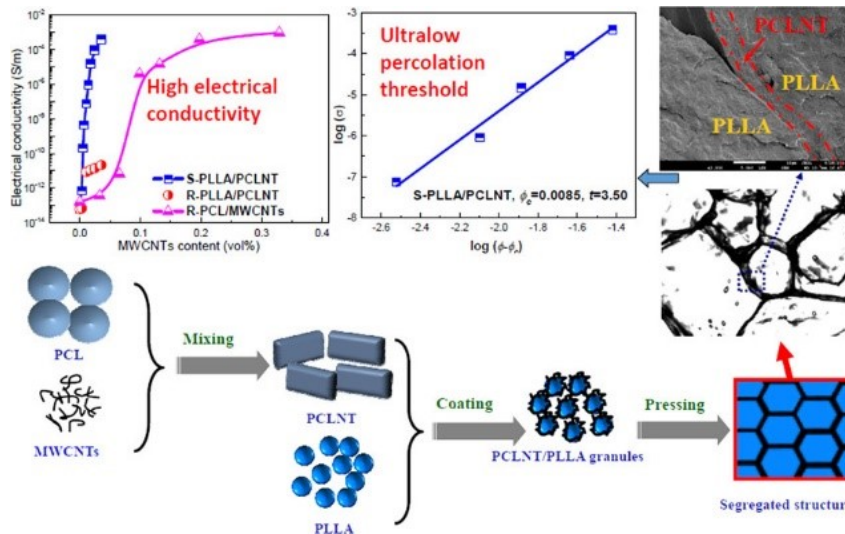 Electrical conductivity (S/m)
10⁻²
10⁻⁴
10⁻⁶
10⁻⁸
10⁻¹⁰
10⁻¹²
10⁻¹⁴
High electrical
conductivity
S-PLLA/PCLNT
R-PLLA/PCLNT
R-PCL/MWCNTs
0.0 0.1 0.2 0.3 0.4
MWCNTs content (vol%)
log (σ)
-3
-4
-5
-6
-7
-8
Ultralow
percolation
threshold
S-PLLA/PCLNT, ϕc=0.0085, t=3.50
-2.6 -2.4 -2.2 -2.0 -1.8 -1.6 -1.4
log (ϕ-ϕc)
PCLNT
PLLA
PLLA
PCL
MWCNTs
Mixing
PCLNT
PLLA
Coating
PCLNT/PLLA granules
Pressing
Segregated structure